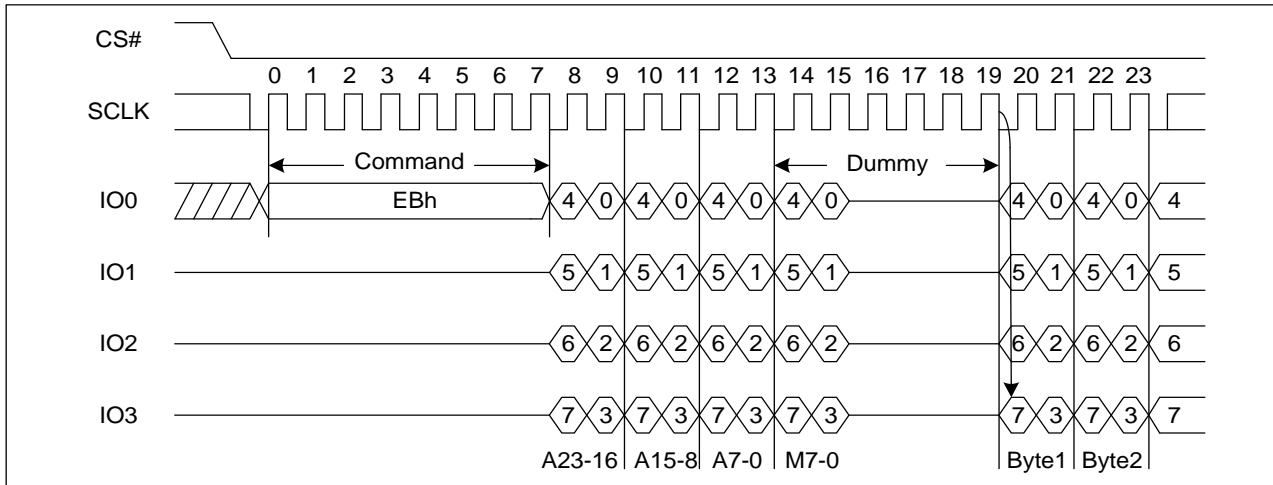 CS#
0 1 2 3 4 5 6 7 8 9 10 11 12 13 14 15 16 17 18 19 20 21 22 23
SCLK
Command Dummy
IO0 EBh 4 0 4 0 4 0 4 0 4 0 4 0 4
IO1 5 1 5 1 5 1 5 1 5 1 5 1 5
IO2 6 2 6 2 6 2 6 2 6 2 6 2 6
IO3 7 3 7 3 7 3 7 3 7 3 7 3 7
A23-16 A15-8 A7-0 M7-0 Byte1 Byte2